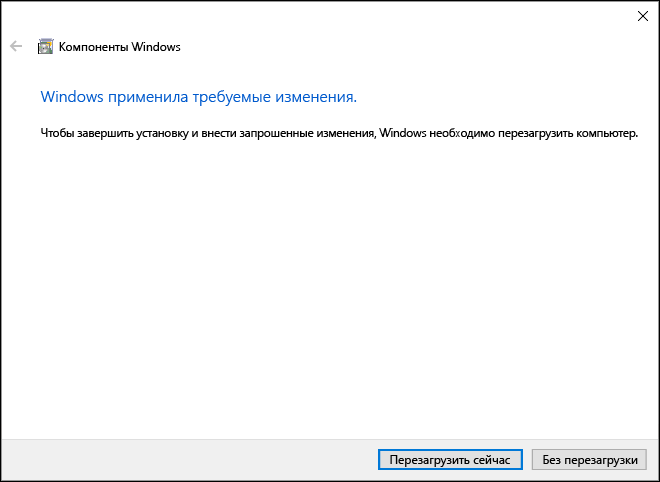 Компоненты Windows
Windows применила требуемые изменения.
Чтобы завершить установку и внести запрошенные изменения, Windows необходимо перезагрузить компьютер.
Перезагрузить сейчас
Без перезагрузки